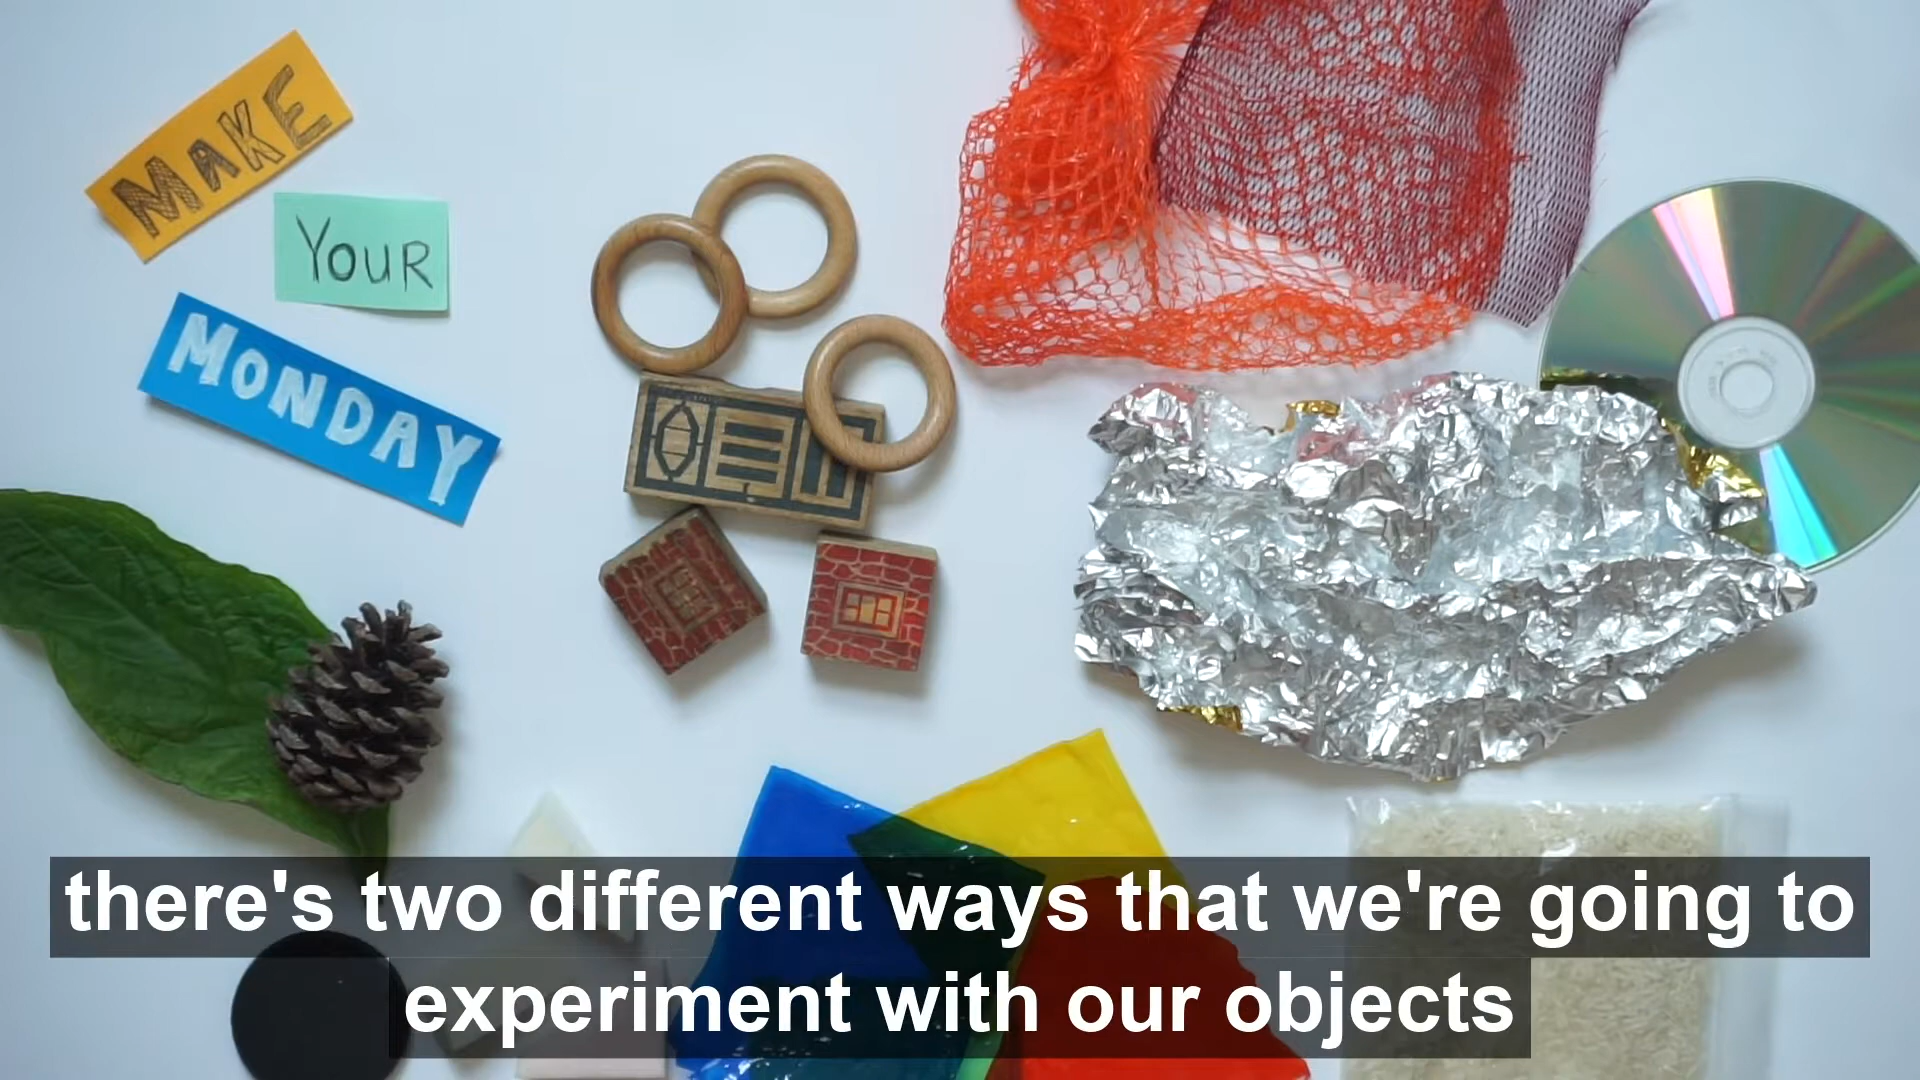 MAKE
YOUR
MONDAY
there's two different ways that we're going to
experiment with our objects